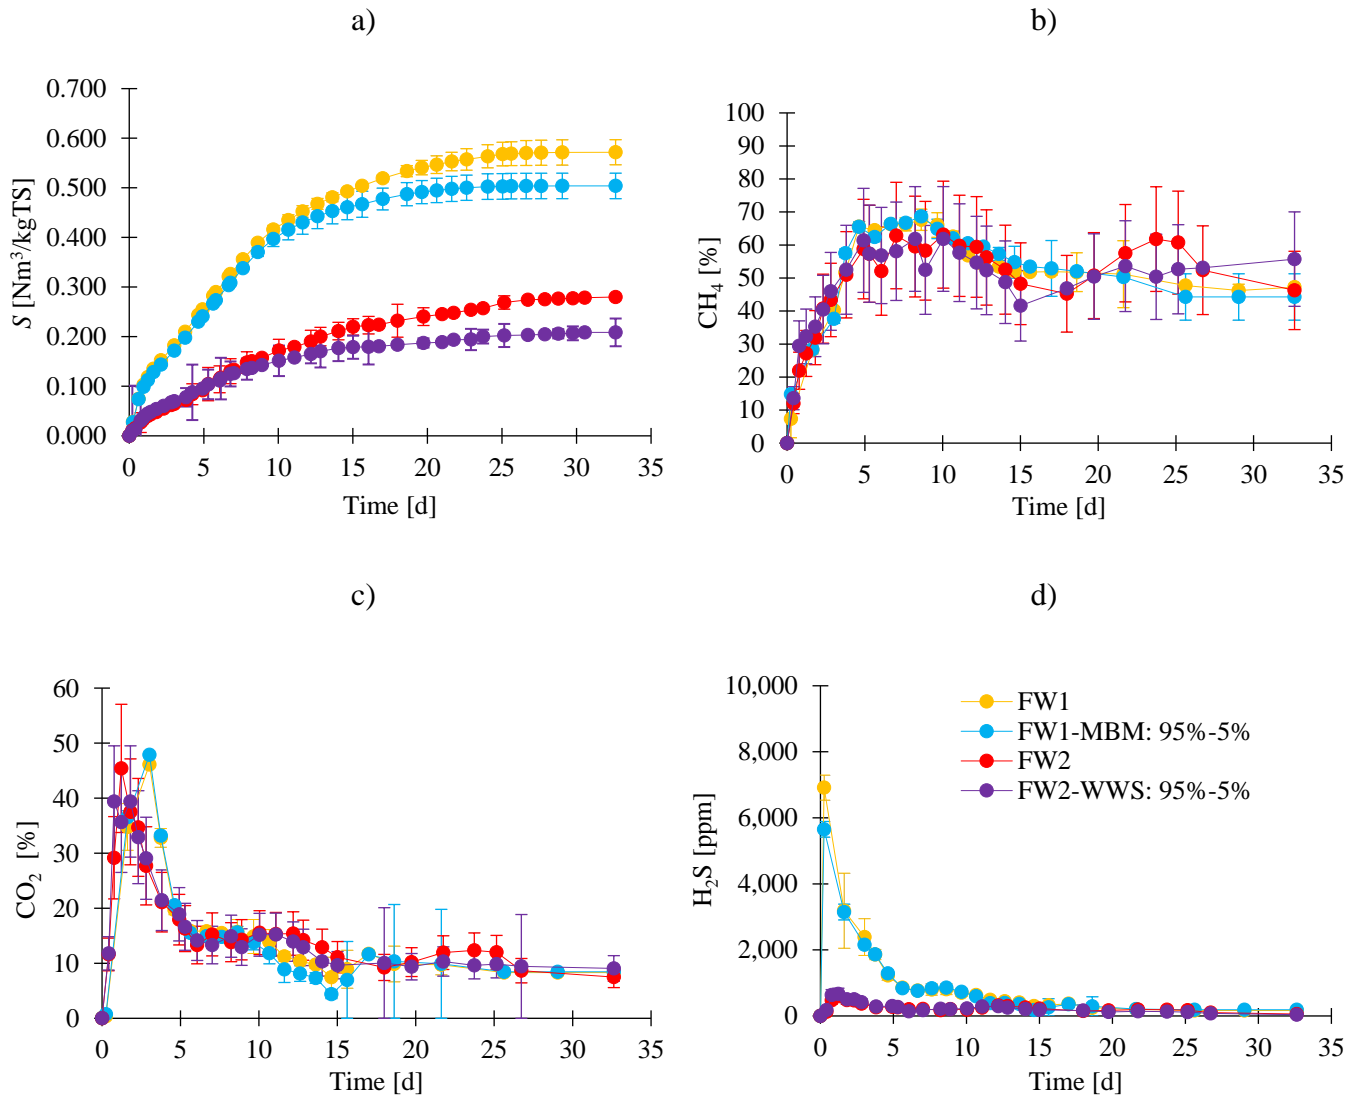 a)
0.700
0.600
0.500
0.400
0.300
0.200
0.100
0.000
S [Nm³/kgTS]
0 5 10 15 20 25 30 35
Time [d]
b)
100
90
80
70
60
50
40
30
20
10
0
CH₄ [%]
0 5 10 15 20 25 30 35
Time [d]
c)
60
50
40
30
20
10
0
CO₂ [%]
0 5 10 15 20 25 30 35
Time [d]
d)
10,000
8,000
6,000
4,000
2,000
0
H₂S [ppm]
FW1
FW1-MBM: 95%-5%
FW2
FW2-WWS: 95%-5%
0 5 10 15 20 25 30 35
Time [d]